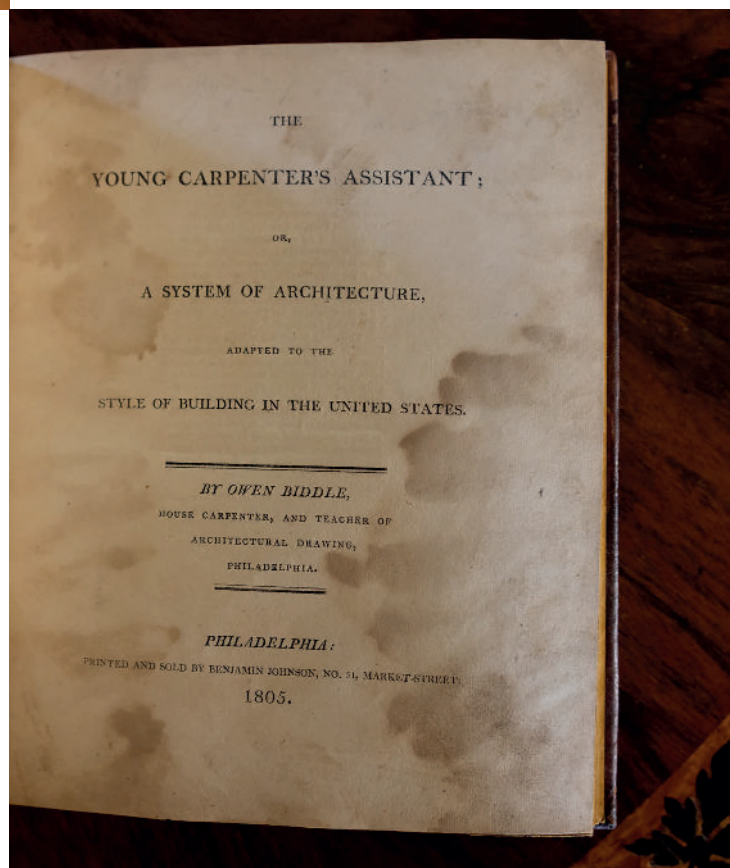 THE
YOUNG CARPENTER'S ASSISTANT;
OR,
A SYSTEM OF ARCHITECTURE,
ADAPTED TO THE
STYLE OF BUILDING IN THE UNITED STATES.
BY OWEN BIDDLE,
HOUSE CARPENTER, AND TEACHER OF
ARCHITECTURAL DRAWING,
PHILADELPHIA.
PHILADELPHIA:
PRINTED AND SOLD BY BENJAMIN JOHNSON, NO. 31, MARKET-STREET.
1805.